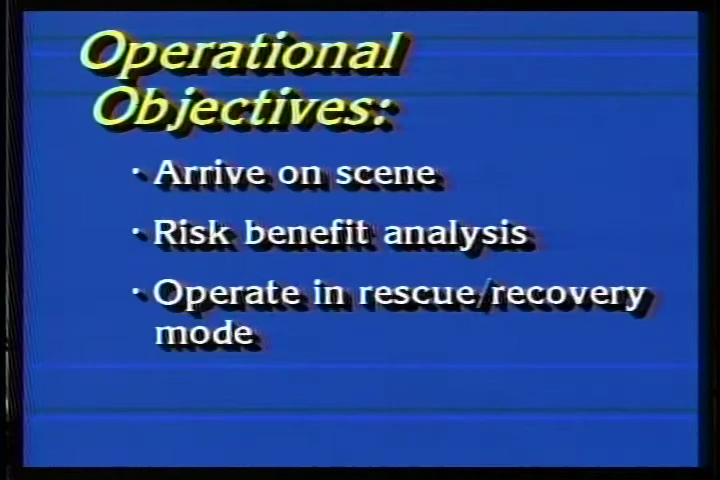 Operational
Objectives:
· Arrive on scene
· Risk benefit analysis
· Operate in rescue/recovery
mode